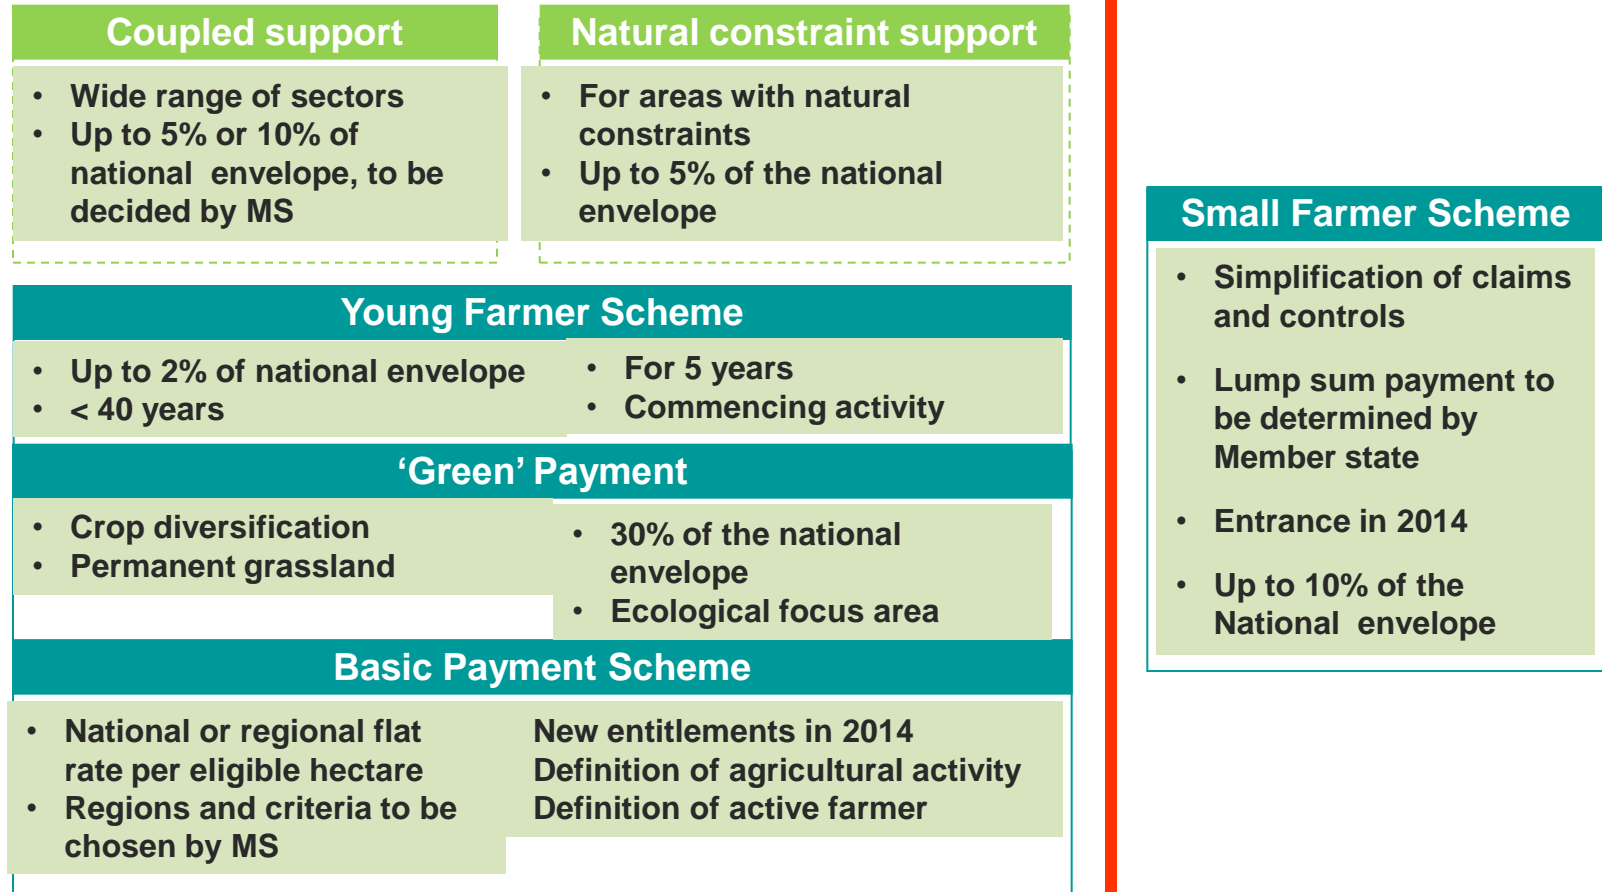 Coupled support
• Wide range of sectors
• Up to 5% or 10% of
national envelope, to be
decided by MS
Natural constraint support
• For areas with natural
constraints
• Up to 5% of the national
envelope
Young Farmer Scheme
• Up to 2% of national envelope
• < 40 years
• For 5 years
• Commencing activity
‘Green’ Payment
• Crop diversification
• Permanent grassland
• 30% of the national
envelope
• Ecological focus area
Basic Payment Scheme
• National or regional flat
rate per eligible hectare
• Regions and criteria to be
chosen by MS
New entitlements in 2014
Definition of agricultural activity
Definition of active farmer
Small Farmer Scheme
• Simplification of claims
and controls
• Lump sum payment to
be determined by
Member state
• Entrance in 2014
• Up to 10% of the
National envelope